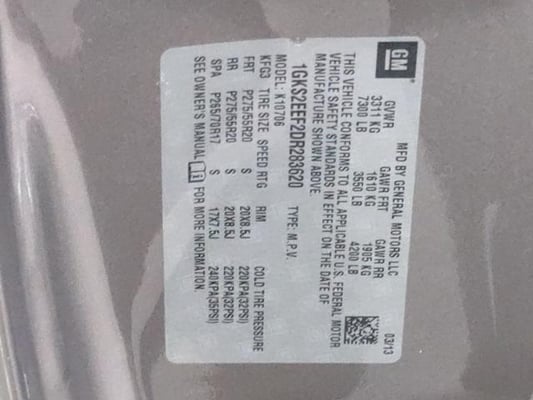 GM
MFD BY GENERAL MOTORS LLC 03/13
GVWR GAWR FRT GAWR RR
3311 KG 1610 KG 1905 KG
7300 LB 3550 LB 4200 LB
THIS VEHICLE CONFORMS TO ALL APPLICABLE U.S. FEDERAL MOTOR
VEHICLE SAFETY STANDARDS IN EFFECT ON THE DATE OF
MANUFACTURE SHOWN ABOVE
1GKS2EEF2DR283620 TYPE: M.P.V.
MODEL: K10706
KFG3 TIRE SIZE SPEED RTG RIM COLD TIRE PRESSURE
FRT P275/55R20 S 20X8.5J 220KPA(32PSI)
RR P275/55R20 S 20X8.5J 220KPA(32PSI)
SPA P265/70R17 S 17X7.5J 240KPA(35PSI)
SEE OWNER'S MANUAL FOR MORE INFORMATION.